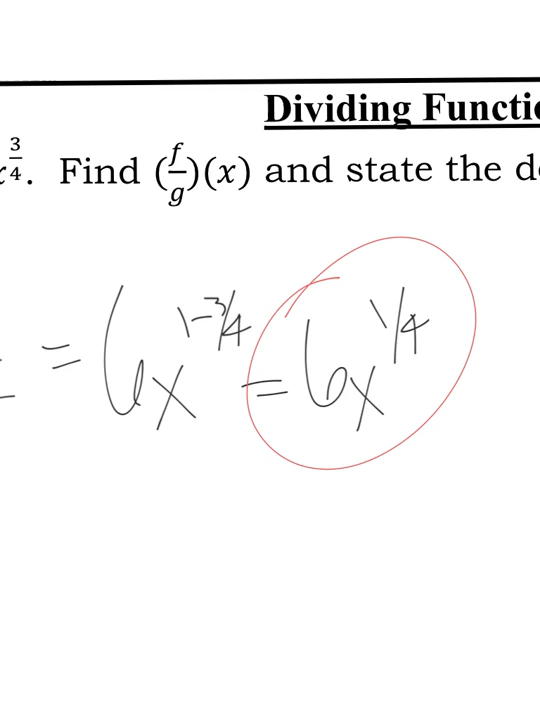 Dividing Functi
x^{3/4}. Find (f/g)(x) and state the d
= 6x^{1-3/4} = 6x^{1/4}